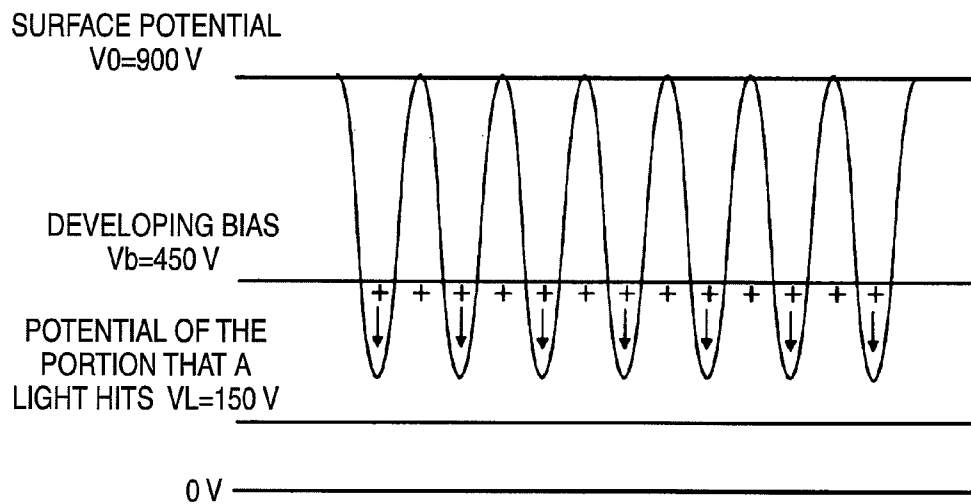 SURFACE POTENTIAL
V0=900 V
DEVELOPING BIAS
Vb=450 V
+ + + + + + + + + + + + +
POTENTIAL OF THE
PORTION THAT A
LIGHT HITS VL=150 V
0 V